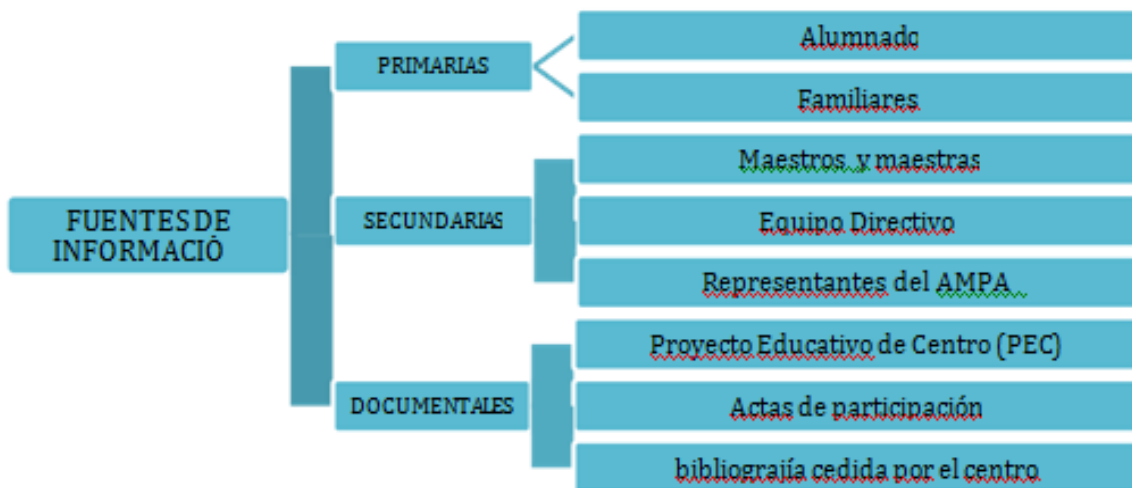 FUENTES DE
INFORMACIÓ
PRIMARIAS
Alumnado
Familiares
SECUNDARIAS
Maestros y maestras
Equipo Directivo
Representantes del AMPA
DOCUMENTALES
Proyecto Educativo de Centro (PEC)
Actas de participación
bibliograjía cedida por el centro